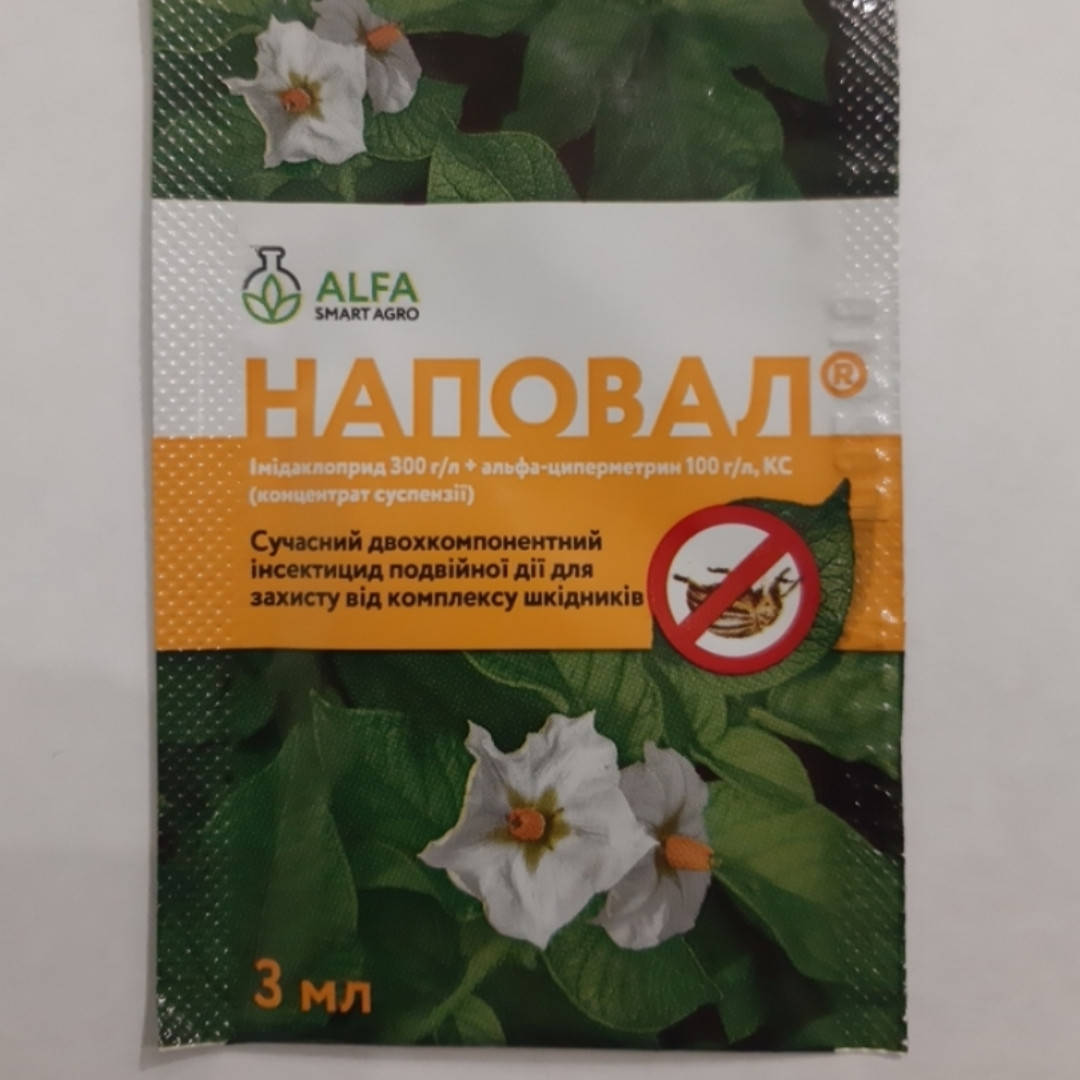 ALFA
SMART AGRO
НАПОВАЛ®
Імідаклоприд 300 г/л + альфа-циперметрин 100 г/л, КС
(концентрат суспензії)
Сучасний двохкомпонентний
інсектицид подвійної дії для
захисту від комплексу шкідників
3 мл